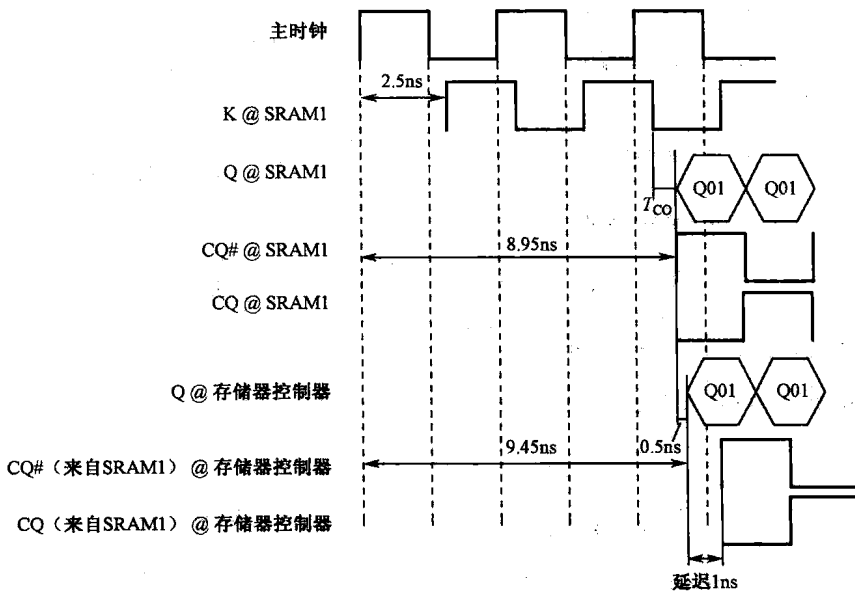 主时钟
2.5ns
K @ SRAM1
Q @ SRAM1
T_CO
Q01
Q01
CQ# @ SRAM1
8.95ns
CQ @ SRAM1
Q @ 存储器控制器
Q01
Q01
0.5ns
9.45ns
CQ#（来自SRAM1）@ 存储器控制器
CQ（来自SRAM1）@ 存储器控制器
延迟1ns